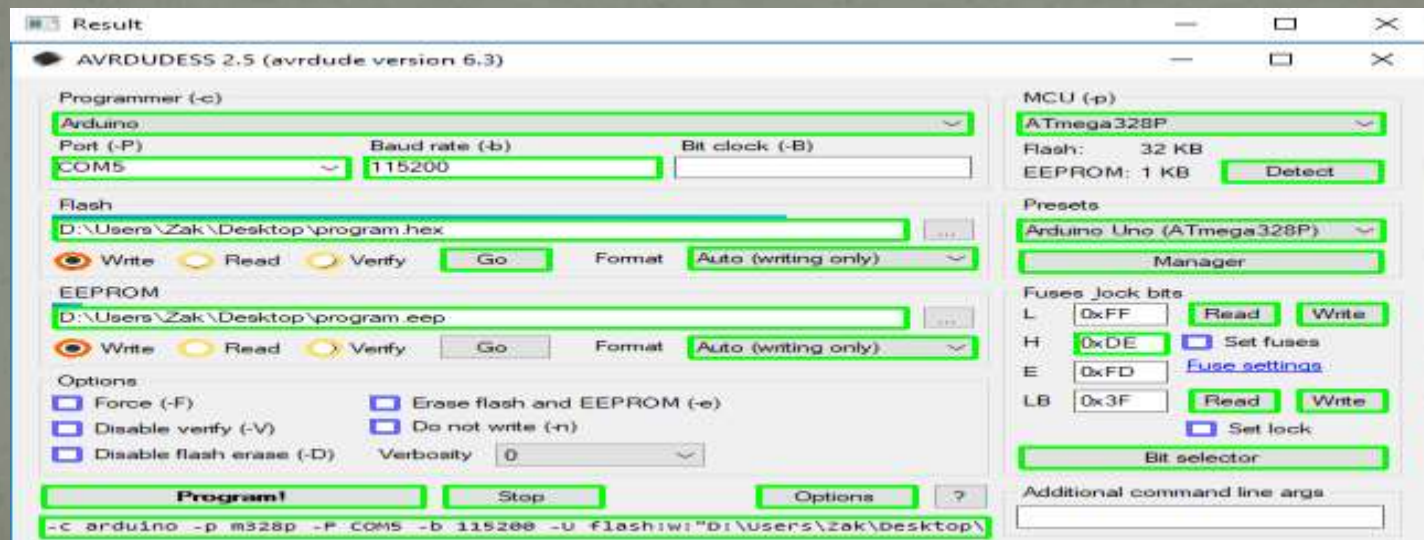 Result
AVRDUDESS 2.5 (avrdude version 6.3)
Programmer (-c)
Arduino
Port (-P) Baud rate (-b) Bit clock (-B)
COM5 115200
MCU (-p)
ATmega328P
Flash: 32 KB
EEPROM: 1 KB Detect
Flash
D:\Users\Zak\Desktop\program.hex ...
Write Read Verify Go Format Auto (writing only)
Presets
Arduino Uno (ATmega328P)
Manager
EEPROM
D:\Users\Zak\Desktop\program.eep ...
Write Read Verify Go Format Auto (writing only)
Fuses lock bits
L 0xFF Read Write
H 0xDE Set fuses
E 0xFD Fuse settings
LB 0x3F Read Write
Set lock
Bit selector
Options
Force (-F) Erase flash and EEPROM (-e)
Disable verify (-V) Do not write (-n)
Disable flash erase (-D) Verbosity 0
Program! Stop Options ?
Additional command line args
-c arduino -p m328p -P COM5 -b 115200 -U flash:w:"D:\Users\Zak\Desktop\